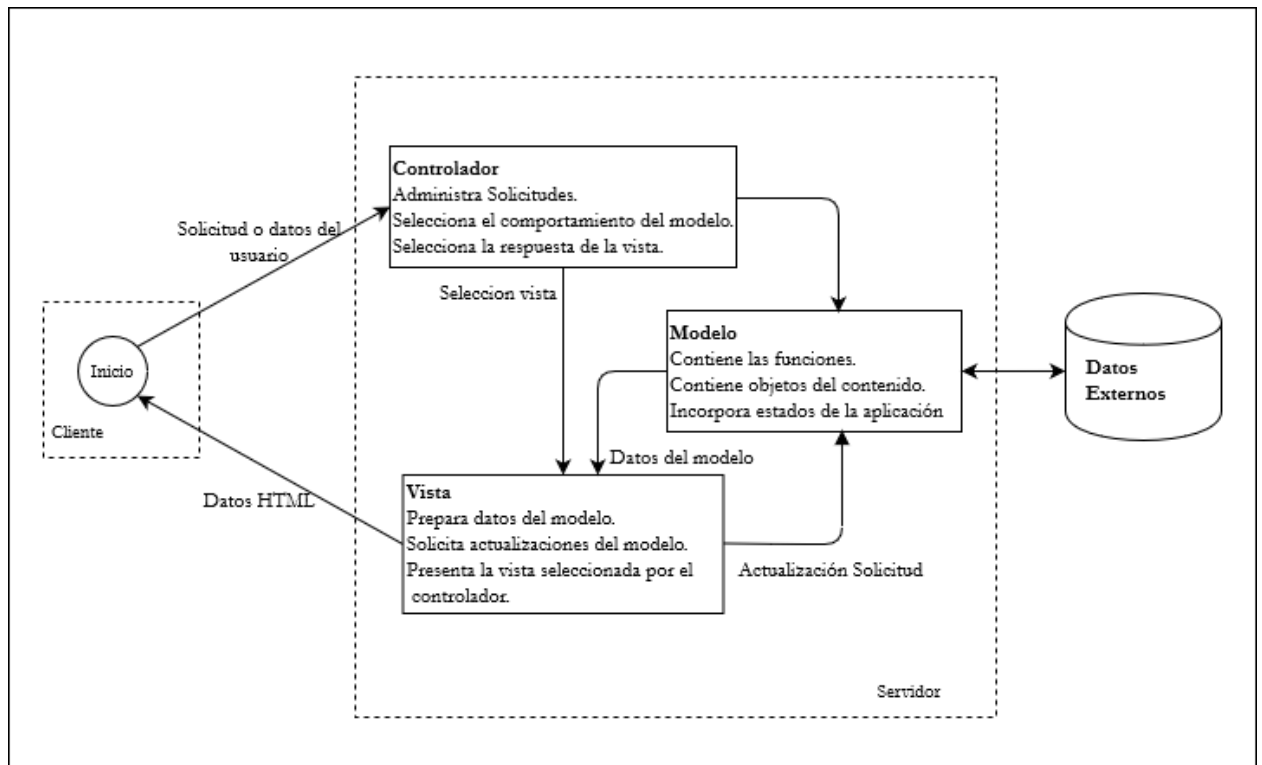 Controlador
Administra Solicitudes.
Selecciona el comportamiento del modelo.
Selecciona la respuesta de la vista.
Solicitud o datos del
usuario
Seleccion vista
Modelo
Contiene las funciones.
Contiene objetos del contenido.
Incorpora estados de la aplicación
Datos
Externos
Inicio
Cliente
Datos del modelo
Datos HTML
Vista
Prepara datos del modelo.
Solicita actualizaciones del modelo.
Presenta la vista seleccionada por el
controlador.
Actualización Solicitud
Servidor